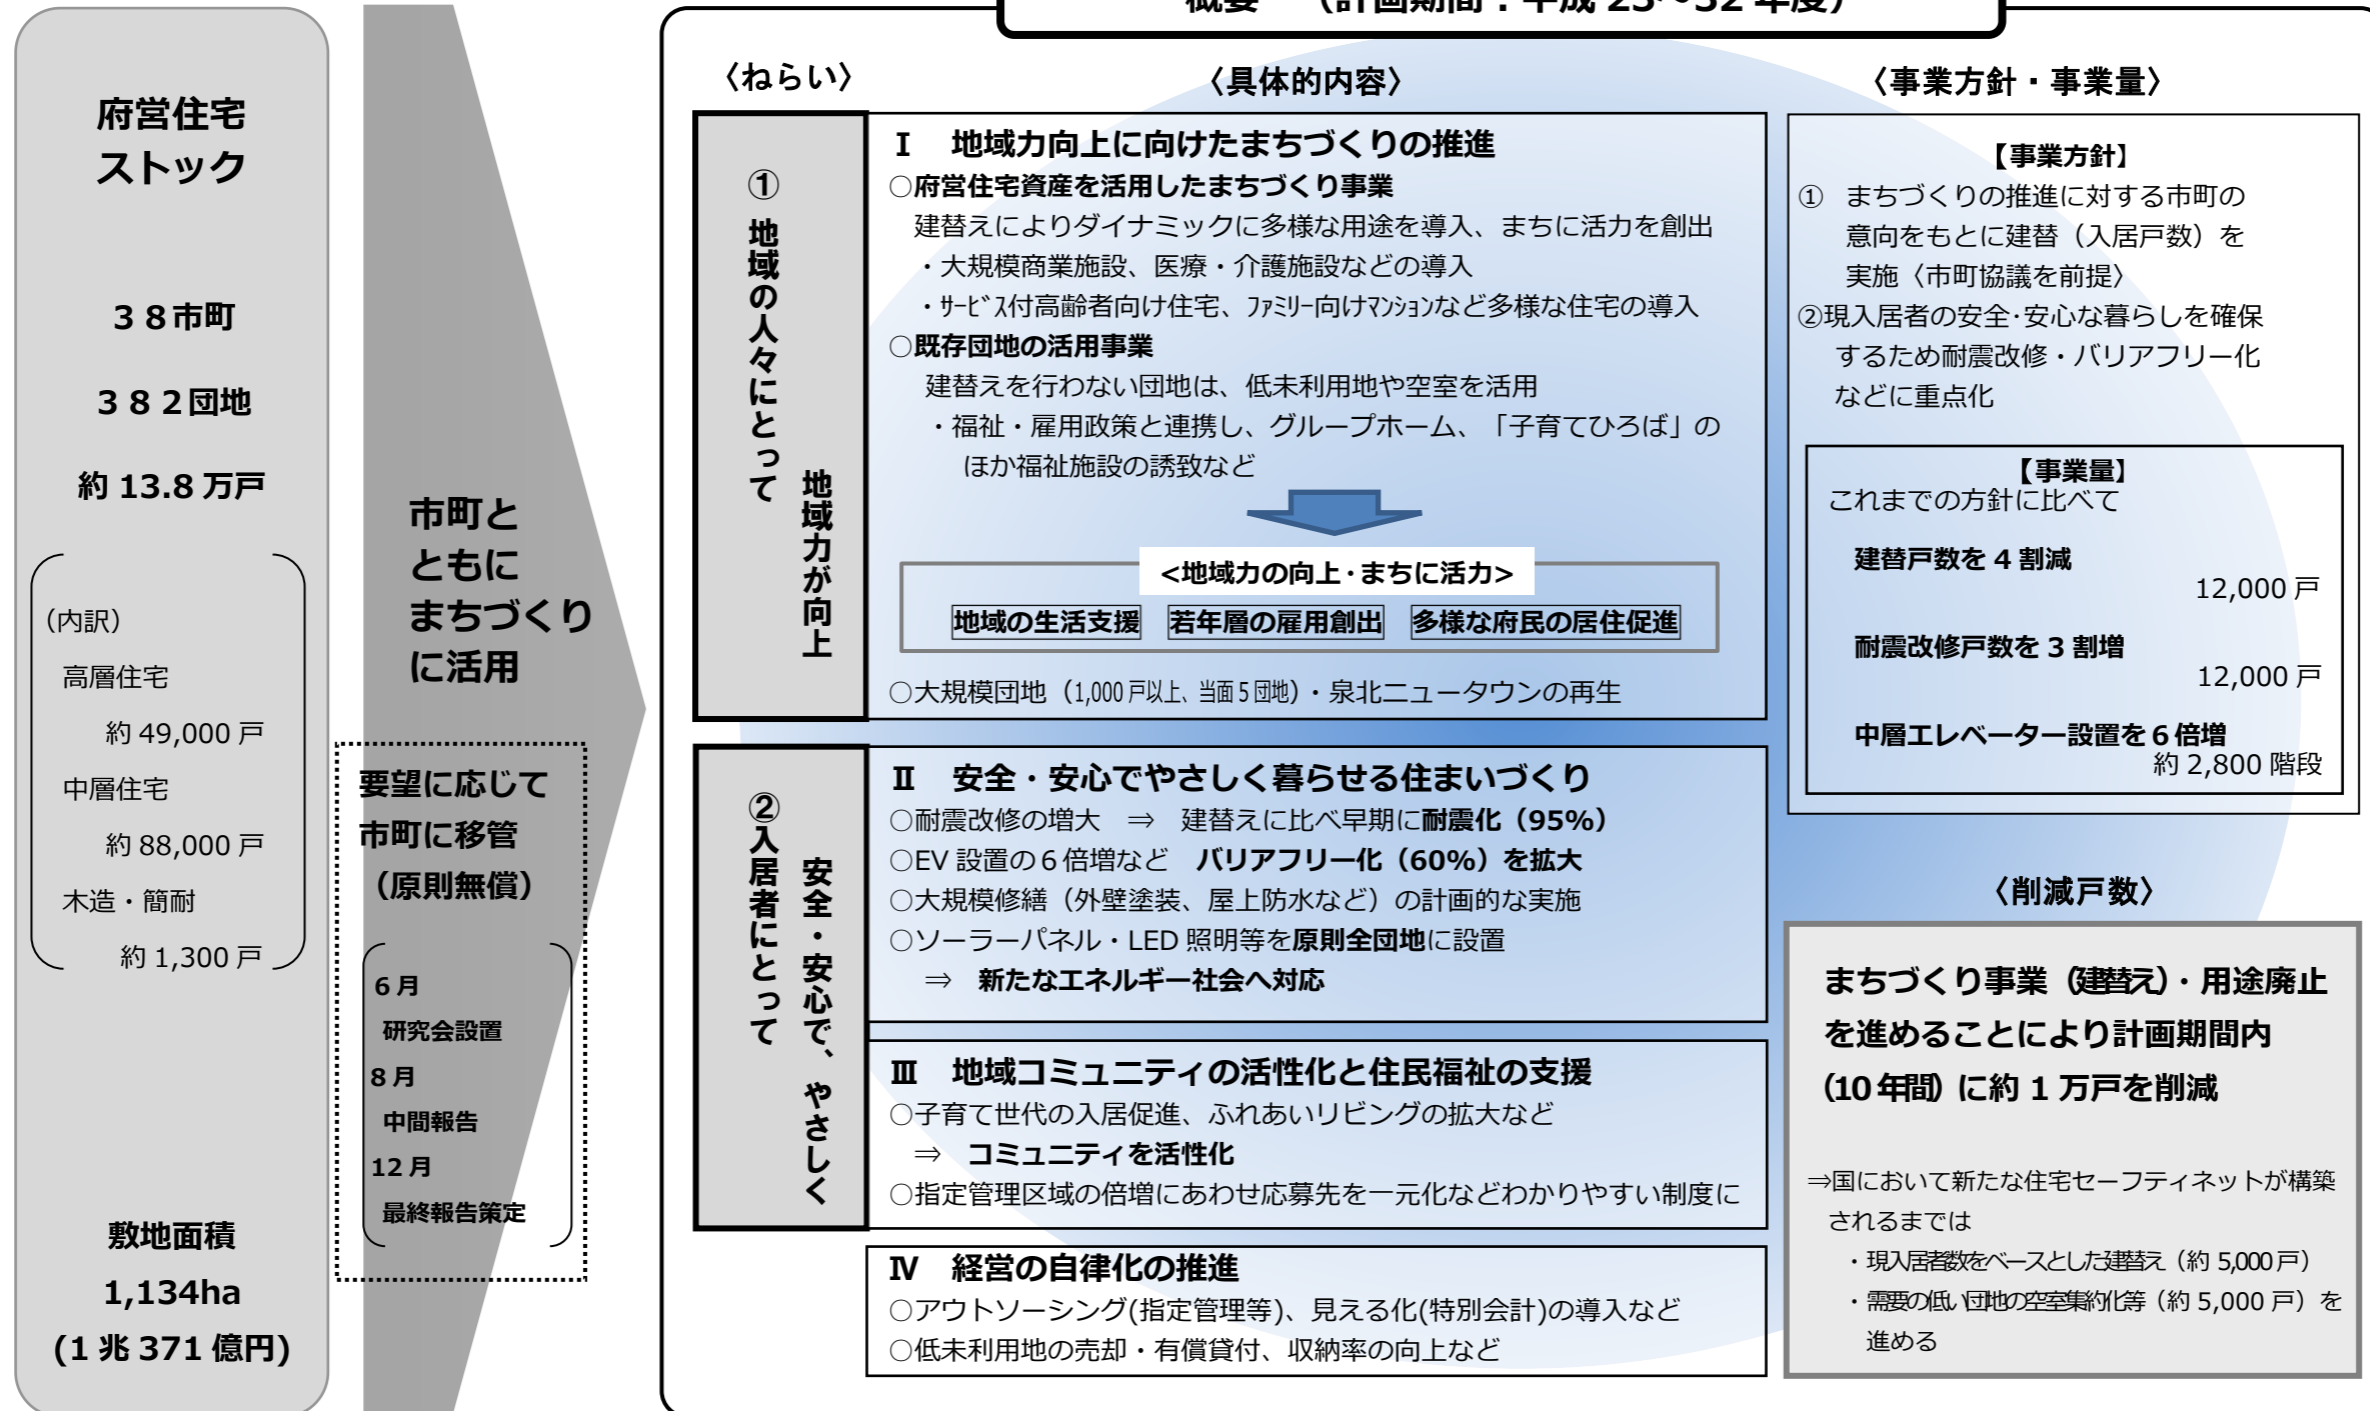 概要　（計画期間：平成 23～32 年度）
府営住宅
ストック
３８市町
３８２団地
約 13.8 万戸
（内訳）
高層住宅
約 49,000 戸
中層住宅
約 88,000 戸
木造・簡耐
約 1,300 戸
敷地面積
1,134ha
(1 兆 371 億円)
市町と
ともに
まちづくり
に活用
要望に応じて
市町に移管
（原則無償）
6 月
研究会設置
8 月
中間報告
12 月
最終報告策定
〈ねらい〉
① 地域の人々にとって
地域力が向上
②入居者にとって
安全・安心で、やさしく
〈具体的内容〉
Ⅰ　地域力向上に向けたまちづくりの推進
○府営住宅資産を活用したまちづくり事業
建替えによりダイナミックに多様な用途を導入、まちに活力を創出
・大規模商業施設、医療・介護施設などの導入
・ｻｰﾋﾞｽ付高齢者向け住宅、ﾌｧﾐﾘｰ向けﾏﾝｼｮﾝなど多様な住宅の導入
○既存団地の活用事業
建替えを行わない団地は、低未利用地や空室を活用
・福祉・雇用政策と連携し、グループホーム、「子育てひろば」の
ほか福祉施設の誘致など
<地域力の向上･まちに活力>
地域の生活支援　若年層の雇用創出　多様な府民の居住促進
○大規模団地（1,000 戸以上、当面 5 団地）・泉北ニュータウンの再生
Ⅱ　安全・安心でやさしく暮らせる住まいづくり
○耐震改修の増大　⇒　建替えに比べ早期に耐震化（95%）
○EV 設置の６倍増など　バリアフリー化（60%）を拡大
○大規模修繕（外壁塗装、屋上防水など）の計画的な実施
○ソーラーパネル・LED 照明等を原則全団地に設置
⇒　新たなエネルギー社会へ対応
Ⅲ　地域コミュニティの活性化と住民福祉の支援
○子育て世代の入居促進、ふれあいリビングの拡大など
⇒　コミュニティを活性化
○指定管理区域の倍増にあわせ応募先を一元化などわかりやすい制度に
Ⅳ　経営の自律化の推進
○アウトソーシング(指定管理等)、見える化(特別会計)の導入など
○低未利用地の売却・有償貸付、収納率の向上など
〈事業方針・事業量〉
【事業方針】
①　まちづくりの推進に対する市町の
意向をもとに建替（入居戸数）を
実施〈市町協議を前提〉
②現入居者の安全･安心な暮らしを確保
するため耐震改修・バリアフリー化
などに重点化
【事業量】
これまでの方針に比べて
建替戸数を 4 割減
12,000 戸
耐震改修戸数を 3 割増
12,000 戸
中層エレベーター設置を６倍増
約 2,800 階段
〈削減戸数〉
まちづくり事業（建替え）・用途廃止
を進めることにより計画期間内
（10 年間）に約 1 万戸を削減
⇒国において新たな住宅セーフティネットが構築
されるまでは
・現入居者数をベースとした建替え（約 5,000 戸）
・需要の低い団地の空室集約化等（約 5,000 戸）を
進める